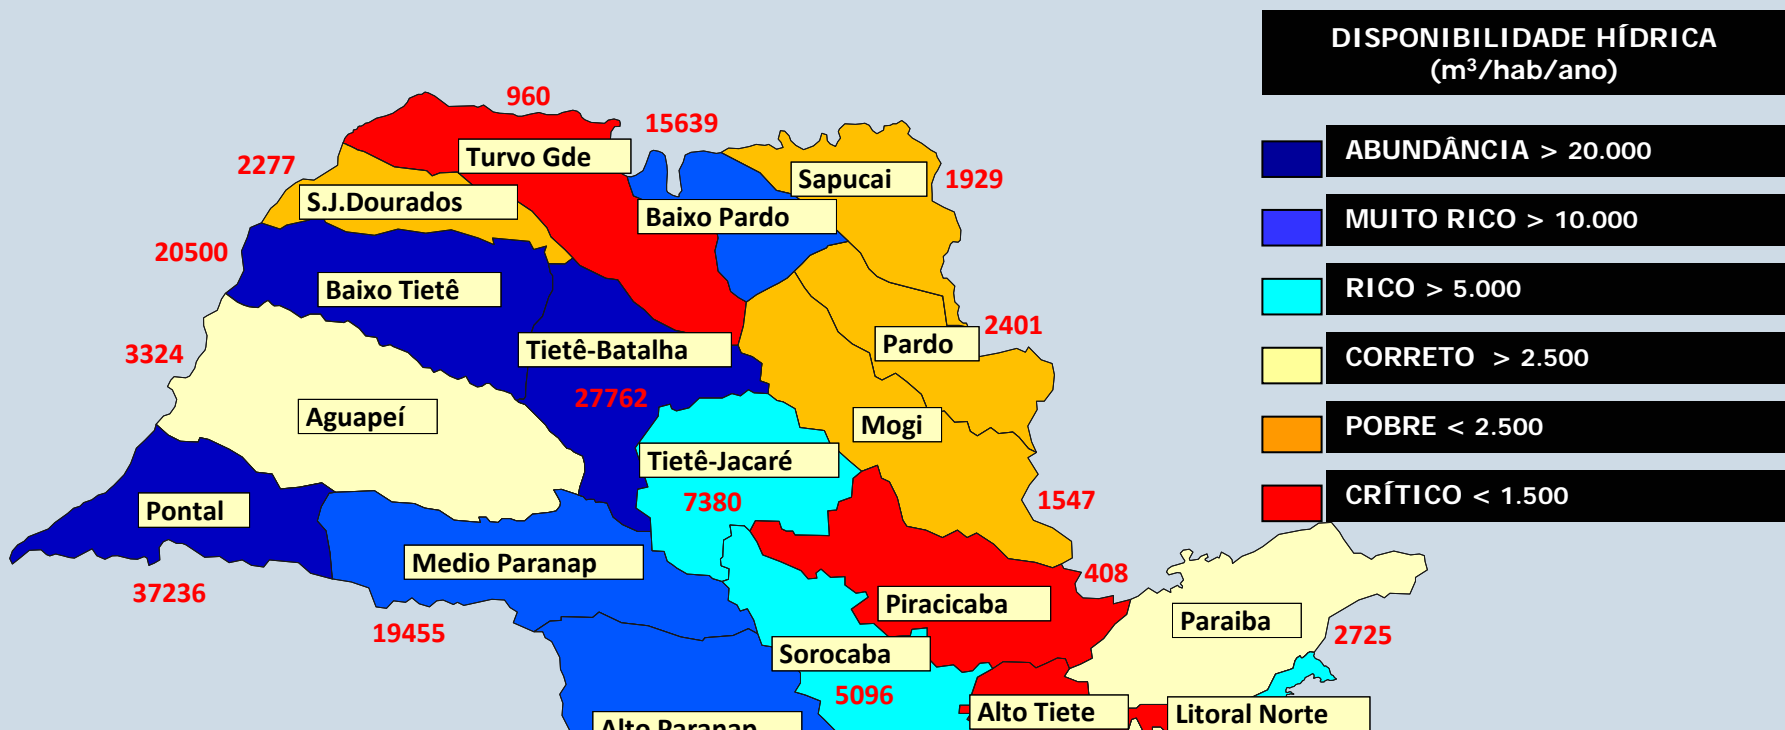 DISPONIBILIDADE HÍDRICA
(m³/hab/ano)
ABUNDÂNCIA > 20.000
MUITO RICO > 10.000
RICO > 5.000
CORRETO > 2.500
POBRE < 2.500
CRÍTICO < 1.500
960
15639
Turvo Gde
2277
Sapucai
1929
S.J.Dourados
Baixo Pardo
20500
Baixo Tietê
2401
Pardo
3324
Tietê-Batalha
27762
Aguapeí
Mogi
Tietê-Jacaré
7380
1547
Pontal
Medio Paranap
408
37236
Piracicaba
Paraiba
19455
2725
Sorocaba
5096
Alto Tiete
Litoral Norte
Alto Paranap